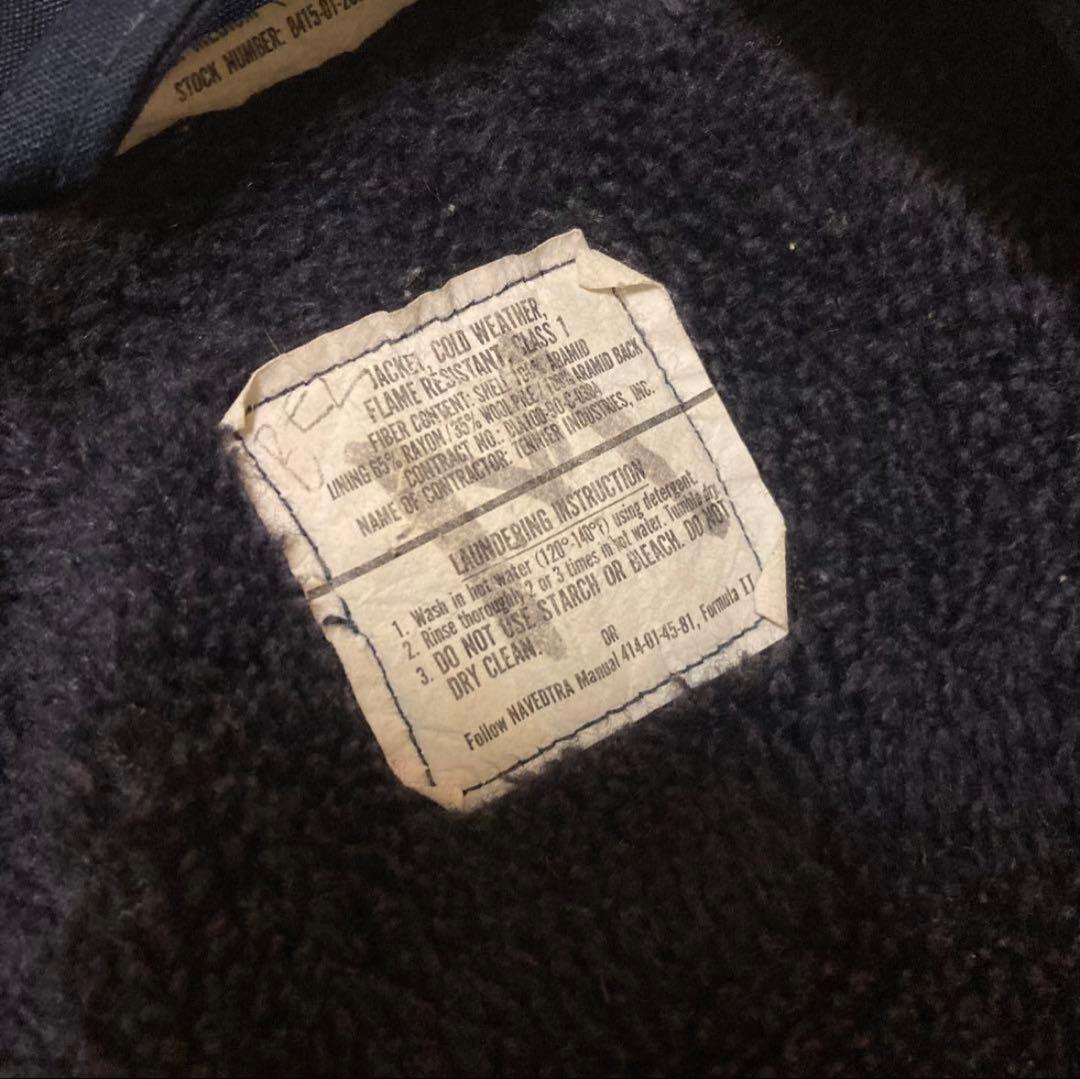 STOCK NUMBER: 8415-01-
JACKET, COLD WEATHER,
FLAME RESISTANT, CLASS 1
FIBER CONTENT: SHELL ARAMID
LINING 65% RAYON / 35% WOOL PILE, 100% ARAMID BACK
CONTRACT NO.:
NAME OF CONTRACTOR: TENNIER INDUSTRIES, INC.
LAUNDERING INSTRUCTION
1. Wash in hot water (120°-140°F) using detergent
2. Rinse thoroughly 2 or 3 times in hot water. Tumble dry
3. DO NOT USE STARCH OR BLEACH. DO NOT
DRY CLEAN.
OR
Follow NAVEDTRA Manual 414-01-45-81, Formula II